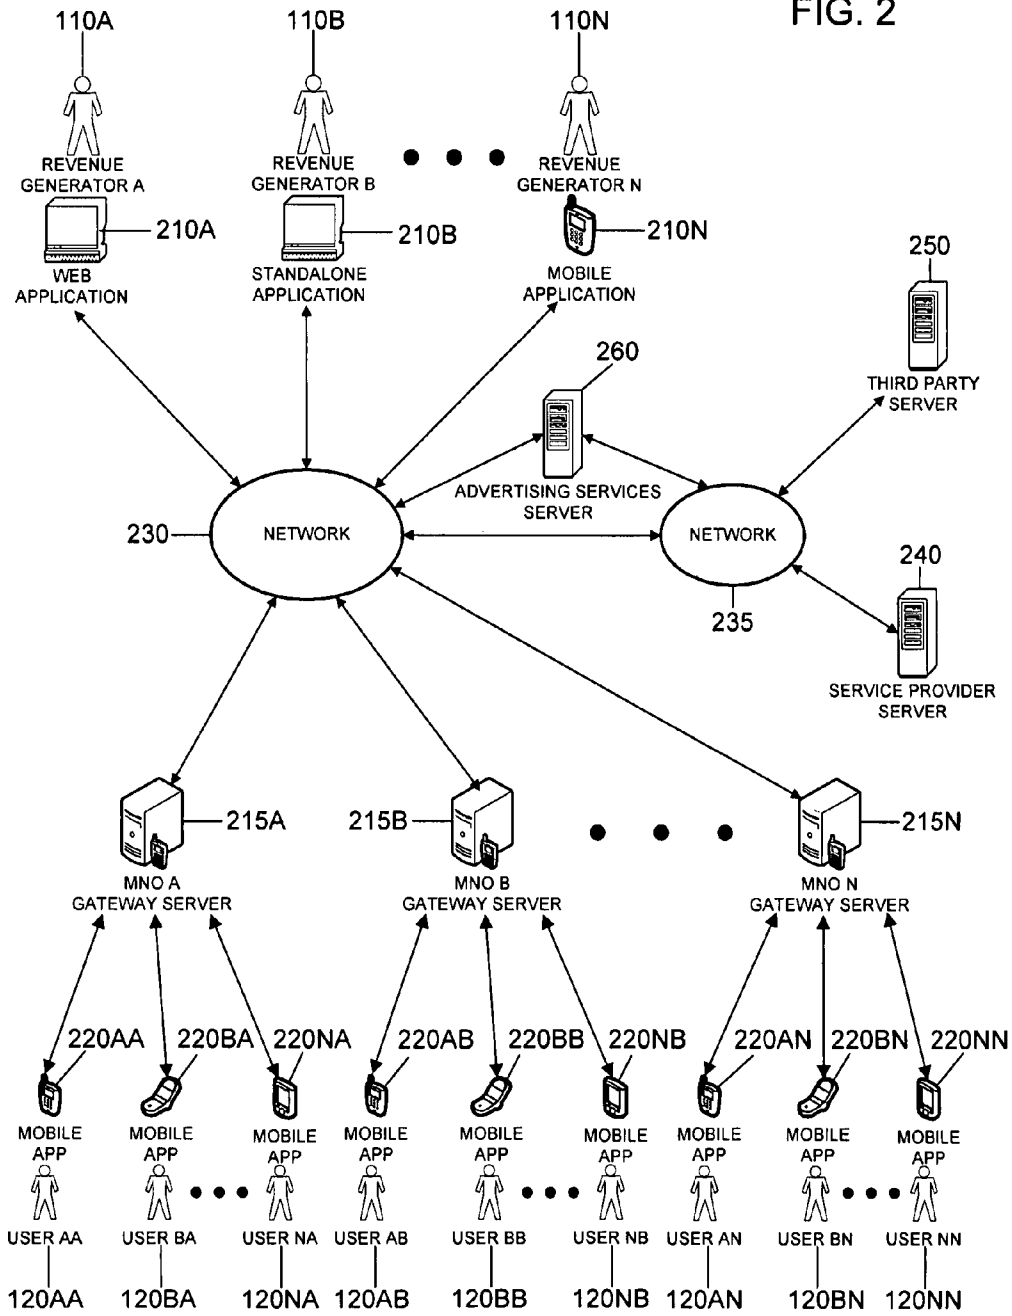 FIG. 2
110A 110B 110N
REVENUE GENERATOR A
REVENUE GENERATOR B
REVENUE GENERATOR N
210A 210B 210N
WEB APPLICATION
STANDALONE APPLICATION
MOBILE APPLICATION
250
THIRD PARTY SERVER
260
ADVERTISING SERVICES SERVER
230
NETWORK
NETWORK
235
240
SERVICE PROVIDER SERVER
215A 215B 215N
MNO A GATEWAY SERVER
MNO B GATEWAY SERVER
MNO N GATEWAY SERVER
220AA 220BA 220NA 220AB 220BB 220NB 220AN 220BN 220NN
MOBILE APP
MOBILE APP
MOBILE APP
MOBILE APP
MOBILE APP
MOBILE APP
MOBILE APP
MOBILE APP
MOBILE APP
USER AA USER BA USER NA USER AB USER BB USER NB USER AN USER BN USER NN
120AA 120BA 120NA 120AB 120BB 120NB 120AN 120BN 120NN